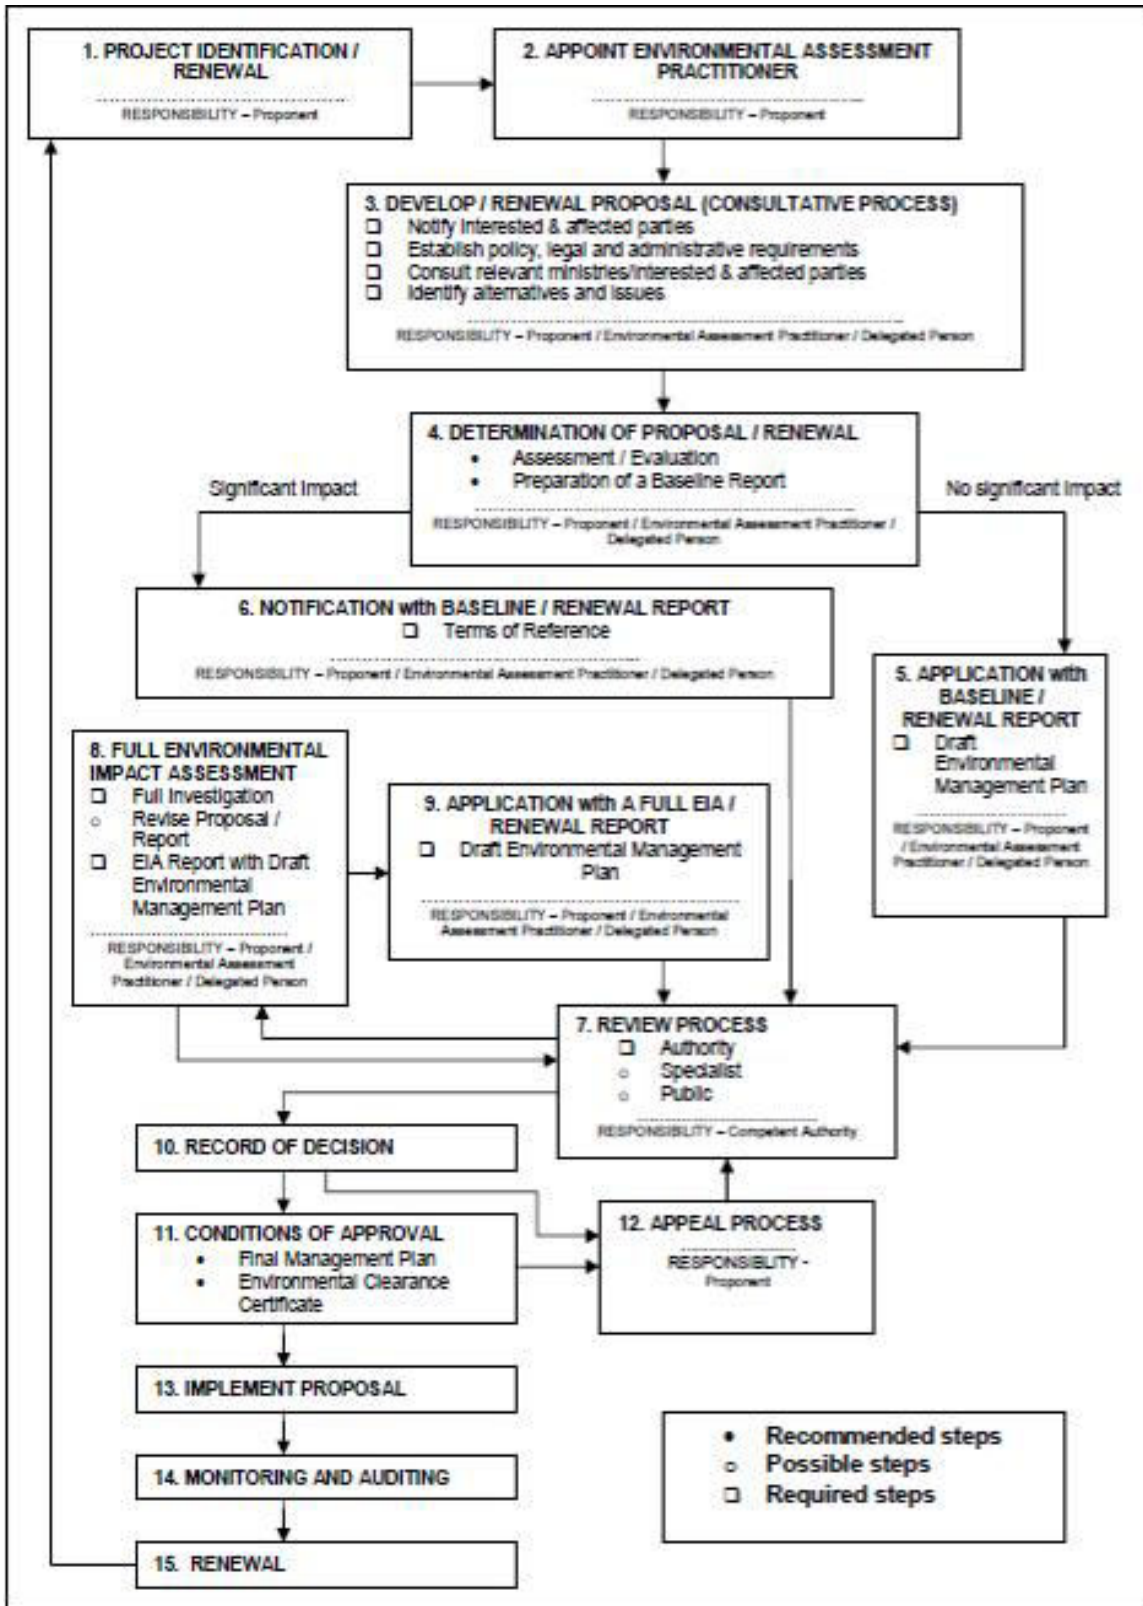 1. PROJECT IDENTIFICATION /
RENEWAL
RESPONSIBILITY – Proponent
2. APPOINT ENVIRONMENTAL ASSESSMENT
PRACTITIONER
RESPONSIBILITY – Proponent
3. DEVELOP / RENEWAL PROPOSAL (CONSULTATIVE PROCESS)
❑ Notify interested & affected parties
❑ Establish policy, legal and administrative requirements
❑ Consult relevant ministries/interested & affected parties
❑ Identify alternatives and issues
RESPONSIBILITY – Proponent / Environmental Assessment Practitioner / Delegated Person
4. DETERMINATION OF PROPOSAL / RENEWAL
• Assessment / Evaluation
• Preparation of a Baseline Report
RESPONSIBILITY – Proponent / Environmental Assessment Practitioner /
Delegated Person
Significant Impact
No significant Impact
6. NOTIFICATION with BASELINE / RENEWAL REPORT
❑ Terms of Reference
RESPONSIBILITY – Proponent / Environmental Assessment Practitioner / Delegated Person
5. APPLICATION with
BASELINE /
RENEWAL REPORT
❑ Draft
Environmental
Management Plan
RESPONSIBILITY – Proponent
/ Environmental Assessment
Practitioner / Delegated Person
8. FULL ENVIRONMENTAL
IMPACT ASSESSMENT
❑ Full Investigation
○ Revise Proposal /
Report
❑ EIA Report with Draft
Environmental
Management Plan
RESPONSIBILITY – Proponent /
Environmental Assessment
Practitioner / Delegated Person
9. APPLICATION with A FULL EIA /
RENEWAL REPORT
❑ Draft Environmental Management
Plan
RESPONSIBILITY – Proponent / Environmental
Assessment Practitioner / Delegated Person
7. REVIEW PROCESS
❑ Authority
○ Specialist
○ Public
RESPONSIBILITY – Competent Authority
10. RECORD OF DECISION
11. CONDITIONS OF APPROVAL
• Final Management Plan
• Environmental Clearance
Certificate
12. APPEAL PROCESS
RESPONSIBLITY -
Proponent
13. IMPLEMENT PROPOSAL
14. MONITORING AND AUDITING
15. RENEWAL
• Recommended steps
○ Possible steps
❑ Required steps